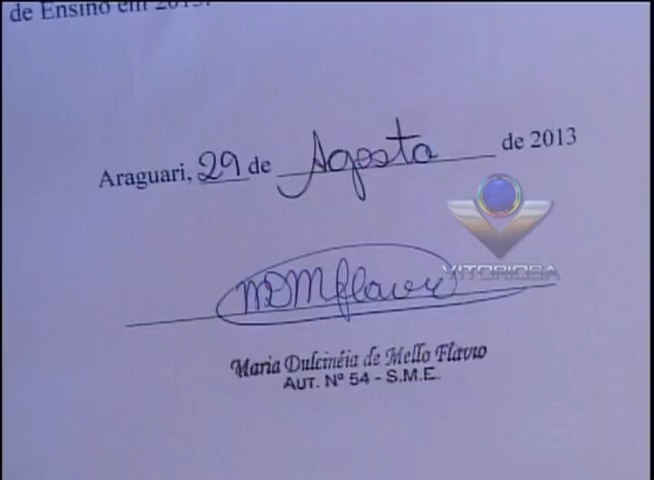 de Ensino em 2013.
Araguari, 29 de Agosto de 2013
VITORIOSA
MDMflavio
Maria Dulcinéia de Mello Flavio
AUT. Nº 54 - S.M.E.